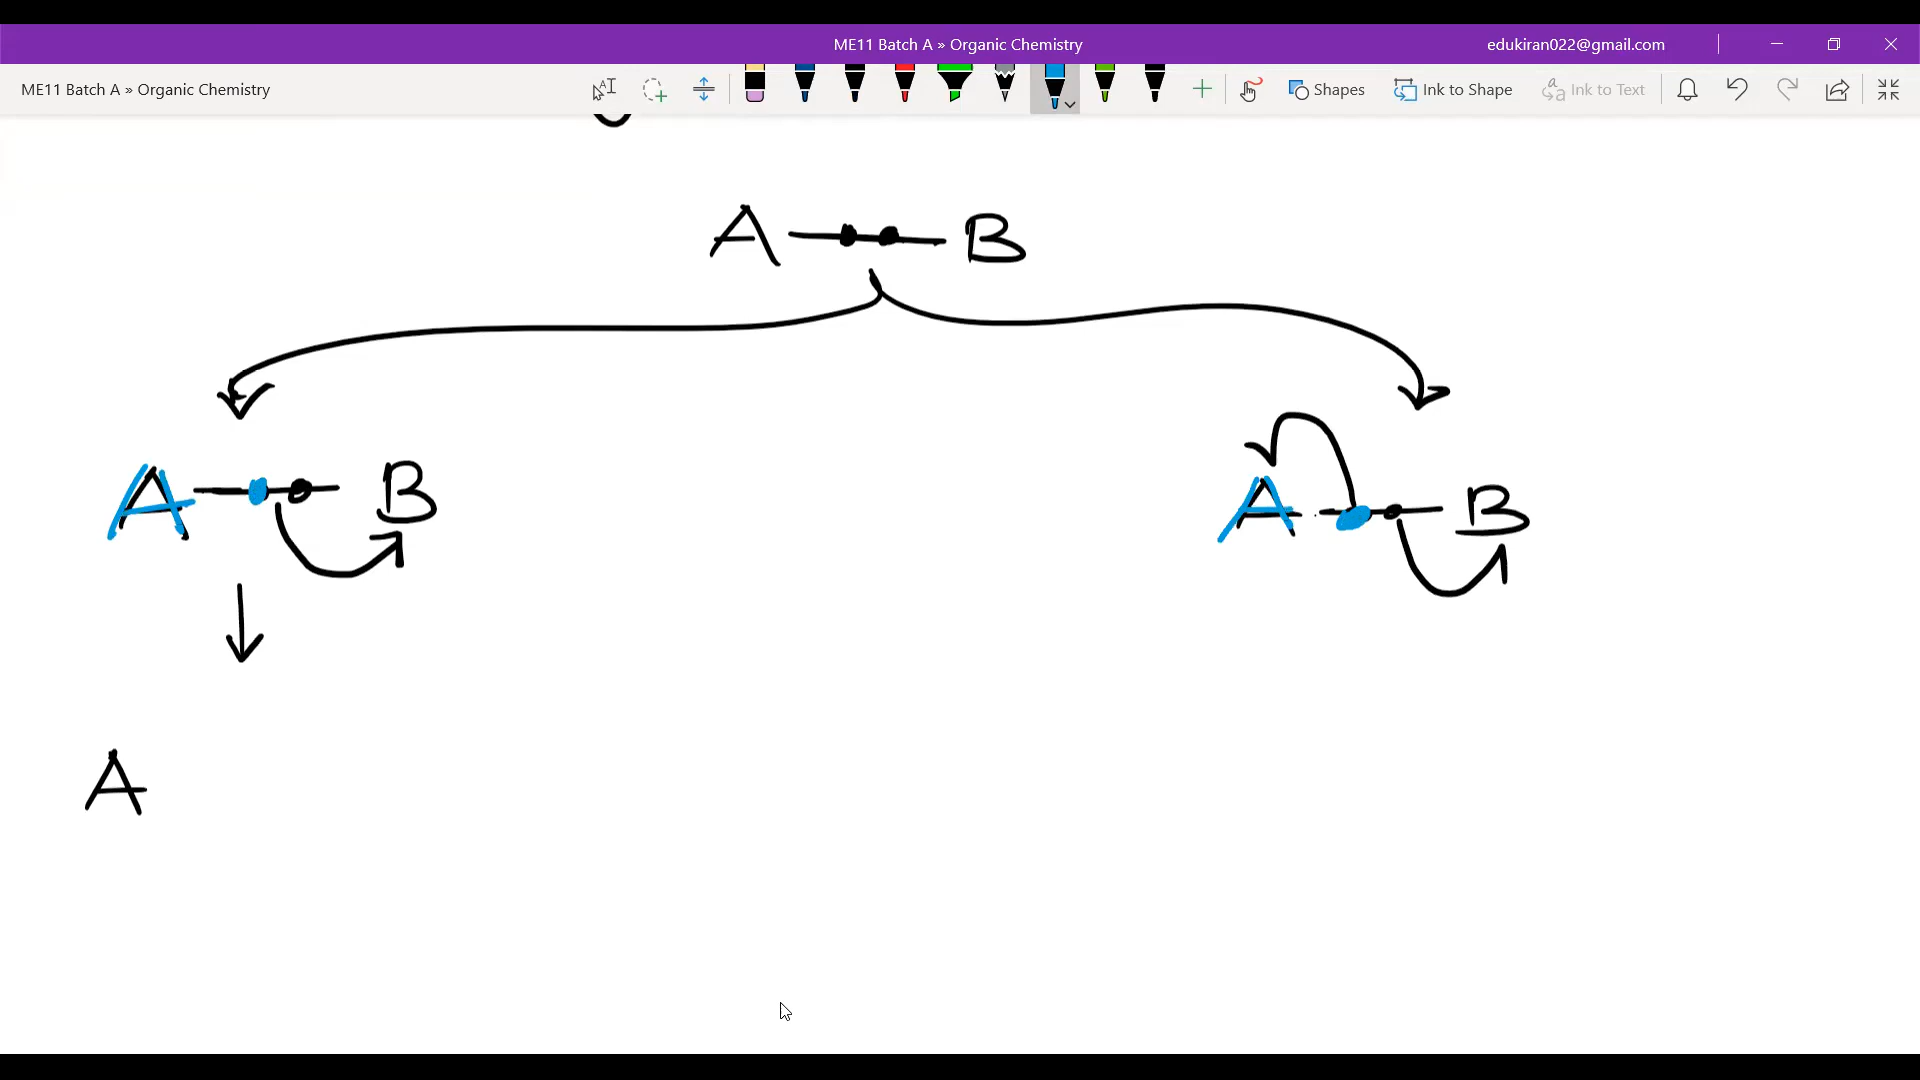 ME11 Batch A » Organic Chemistry
edukiran022@gmail.com
ME11 Batch A » Organic Chemistry
Shapes
Ink to Shape
Ink to Text
A B
A B
A B
A